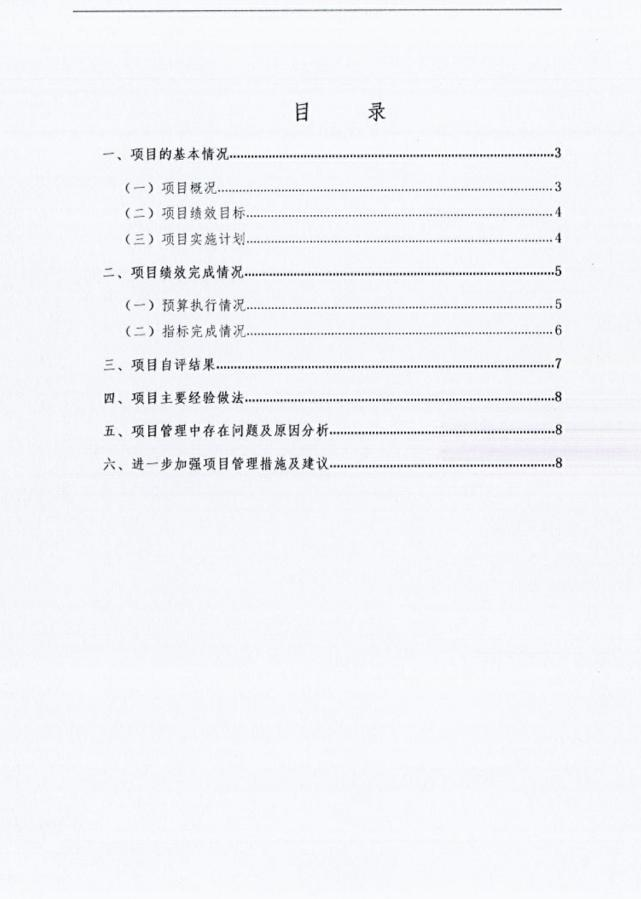 目 录
一、项目的基本情况........................3
（一）项目概况........................3
（二）项目绩效目标........................4
（三）项目实施计划........................4
二、项目绩效完成情况........................5
（一）预算执行情况........................5
（二）指标完成情况........................6
三、项目自评结果........................7
四、项目主要经验做法........................8
五、项目管理中存在问题及原因分析........................8
六、进一步加强项目管理措施及建议........................8